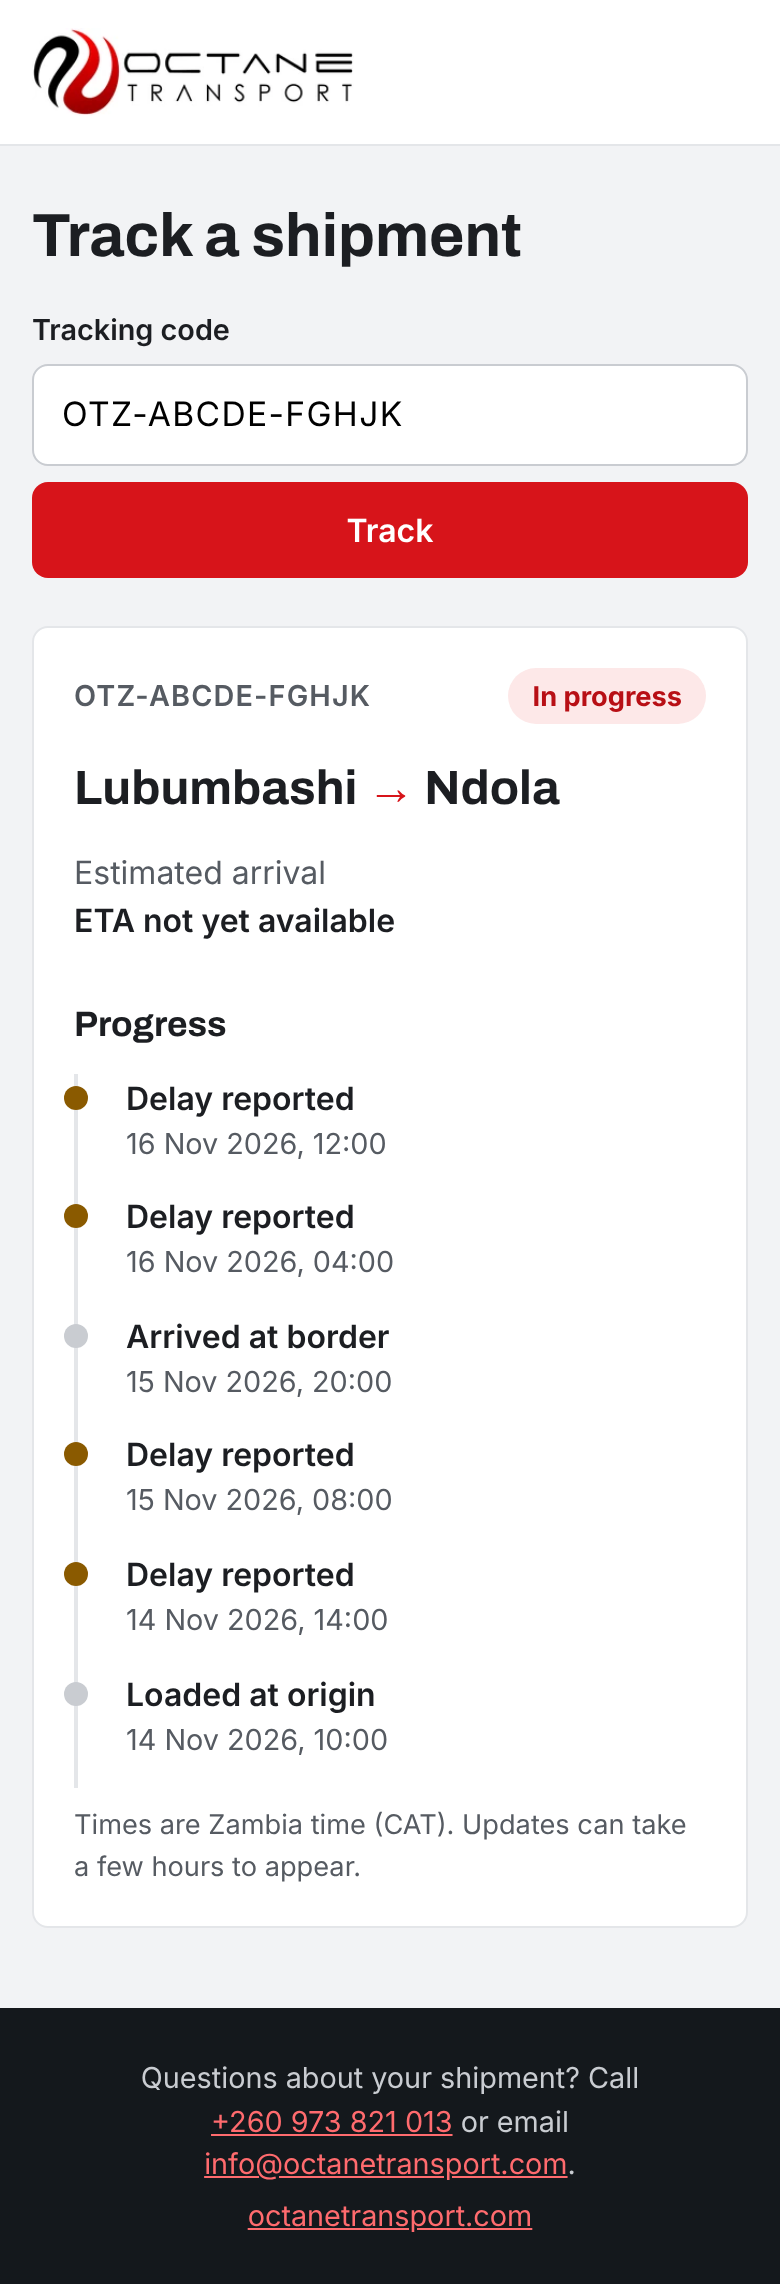 OCTANE
TRANSPORT
Track a shipment
Tracking code
OTZ-ABCDE-FGHJK
Track
OTZ-ABCDE-FGHJK
In progress
Lubumbashi → Ndola
Estimated arrival
ETA not yet available
Progress
Delay reported
16 Nov 2026, 12:00
Delay reported
16 Nov 2026, 04:00
Arrived at border
15 Nov 2026, 20:00
Delay reported
15 Nov 2026, 08:00
Delay reported
14 Nov 2026, 14:00
Loaded at origin
14 Nov 2026, 10:00
Times are Zambia time (CAT). Updates can take
a few hours to appear.
Questions about your shipment? Call
+260 973 821 013 or email
info@octanetransport.com.
octanetransport.com